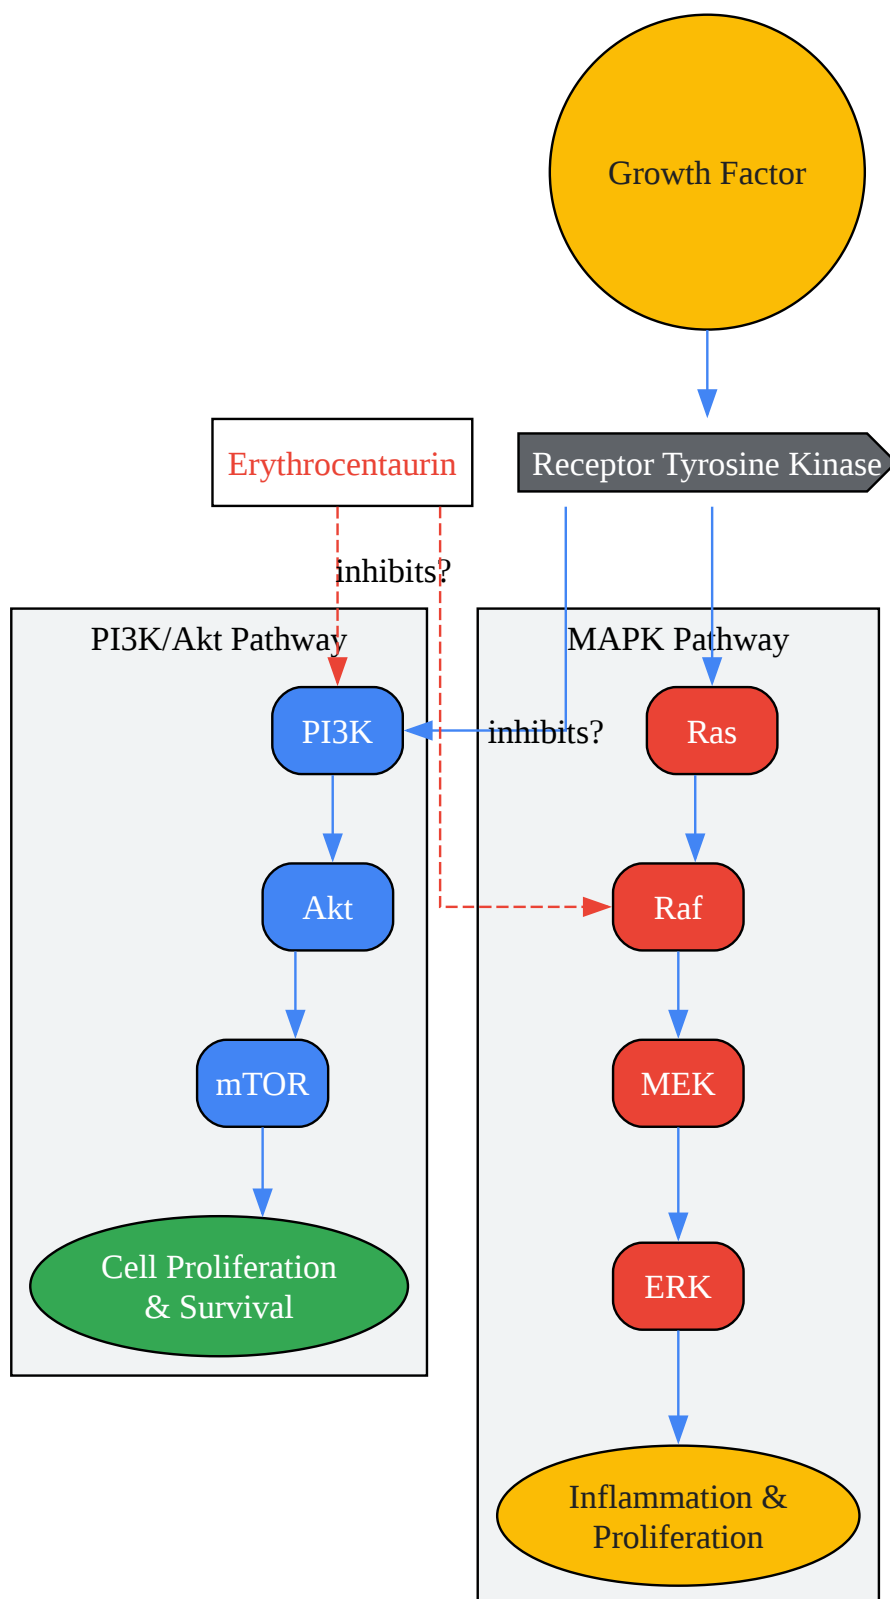 Growth Factor
Erythrocentaurin
Receptor Tyrosine Kinase
inhibits?
PI3K/Akt Pathway
MAPK Pathway
PI3K
inhibits?
Ras
Akt
Raf
mTOR
MEK
Cell Proliferation
& Survival
ERK
Inflammation &
Proliferation